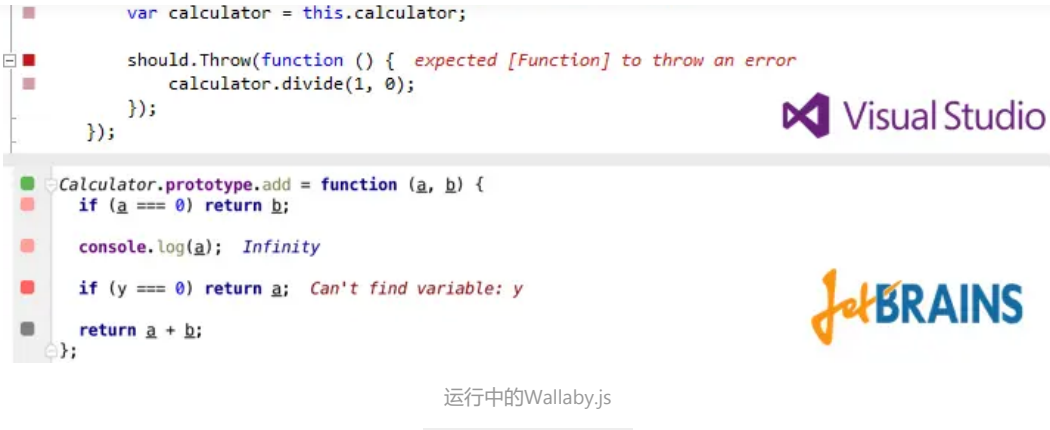 var calculator = this.calculator;
should.Throw(function () {  expected [Function] to throw an error
calculator.divide(1, 0);
});
});
Visual Studio
Calculator.prototype.add = function (a, b) {
if (a === 0) return b;
console.log(a);  Infinity
if (y === 0) return a;  Can't find variable: y
return a + b;
};
JetBRAINS
运行中的Wallaby.js